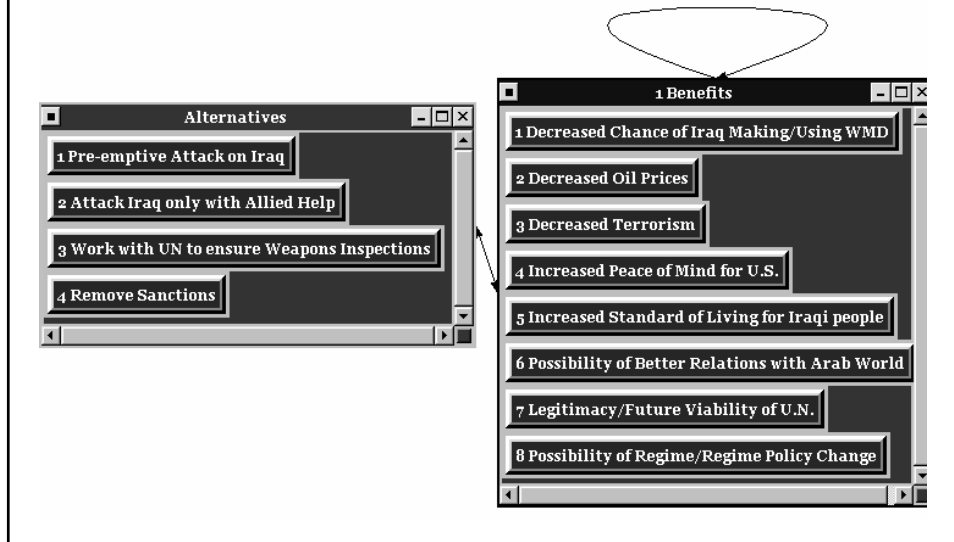 Alternatives
1 Pre-emptive Attack on Iraq
2 Attack Iraq only with Allied Help
3 Work with UN to ensure Weapons Inspections
4 Remove Sanctions
1 Benefits
1 Decreased Chance of Iraq Making/Using WMD
2 Decreased Oil Prices
3 Decreased Terrorism
4 Increased Peace of Mind for U.S.
5 Increased Standard of Living for Iraqi people
6 Possibility of Better Relations with Arab World
7 Legitimacy/Future Viability of U.N.
8 Possibility of Regime/Regime Policy Change